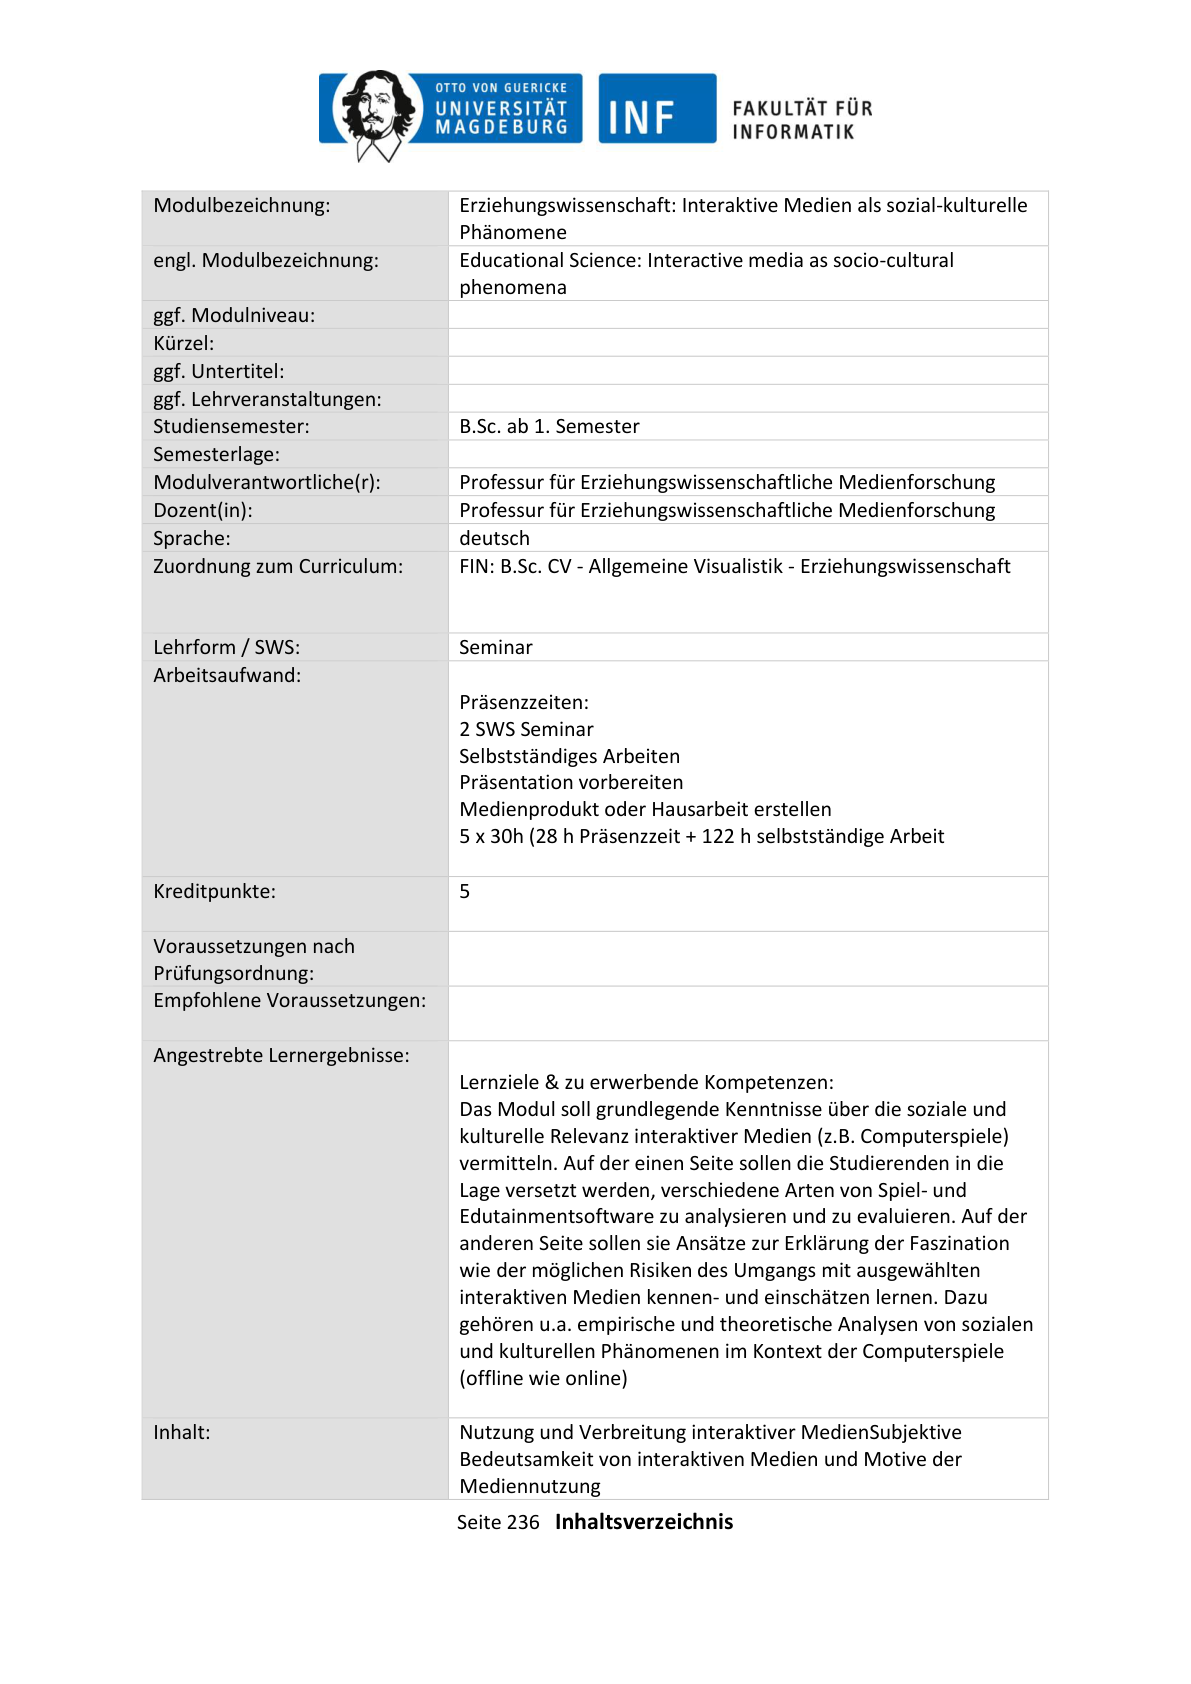 OTTO VON GUERICKE
UNIVERSITÄT
MAGDEBURG
INF
FAKULTÄT FÜR
INFORMATIK
Modulbezeichnung:
Erziehungswissenschaft: Interaktive Medien als sozial-kulturelle
Phänomene
engl. Modulbezeichnung:
Educational Science: Interactive media as socio-cultural
phenomena
ggf. Modulniveau:
Kürzel:
ggf. Untertitel:
ggf. Lehrveranstaltungen:
Studiensemester:
B.Sc. ab 1. Semester
Semesterlage:
Modulverantwortliche(r):
Professur für Erziehungswissenschaftliche Medienforschung
Dozent(in):
Professur für Erziehungswissenschaftliche Medienforschung
Sprache:
deutsch
Zuordnung zum Curriculum:
FIN: B.Sc. CV - Allgemeine Visualistik - Erziehungswissenschaft
Lehrform / SWS:
Seminar
Arbeitsaufwand:
Präsenzzeiten:
2 SWS Seminar
Selbstständiges Arbeiten
Präsentation vorbereiten
Medienprodukt oder Hausarbeit erstellen
5 x 30h (28 h Präsenzzeit + 122 h selbstständige Arbeit
Kreditpunkte:
5
Voraussetzungen nach
Prüfungsordnung:
Empfohlene Voraussetzungen:
Angestrebte Lernergebnisse:
Lernziele & zu erwerbende Kompetenzen:
Das Modul soll grundlegende Kenntnisse über die soziale und
kulturelle Relevanz interaktiver Medien (z.B. Computerspiele)
vermitteln. Auf der einen Seite sollen die Studierenden in die
Lage versetzt werden, verschiedene Arten von Spiel- und
Edutainmentsoftware zu analysieren und zu evaluieren. Auf der
anderen Seite sollen sie Ansätze zur Erklärung der Faszination
wie der möglichen Risiken des Umgangs mit ausgewählten
interaktiven Medien kennen- und einschätzen lernen. Dazu
gehören u.a. empirische und theoretische Analysen von sozialen
und kulturellen Phänomenen im Kontext der Computerspiele
(offline wie online)
Inhalt:
Nutzung und Verbreitung interaktiver MedienSubjektive
Bedeutsamkeit von interaktiven Medien und Motive der
Mediennutzung
Seite 236 Inhaltsverzeichnis